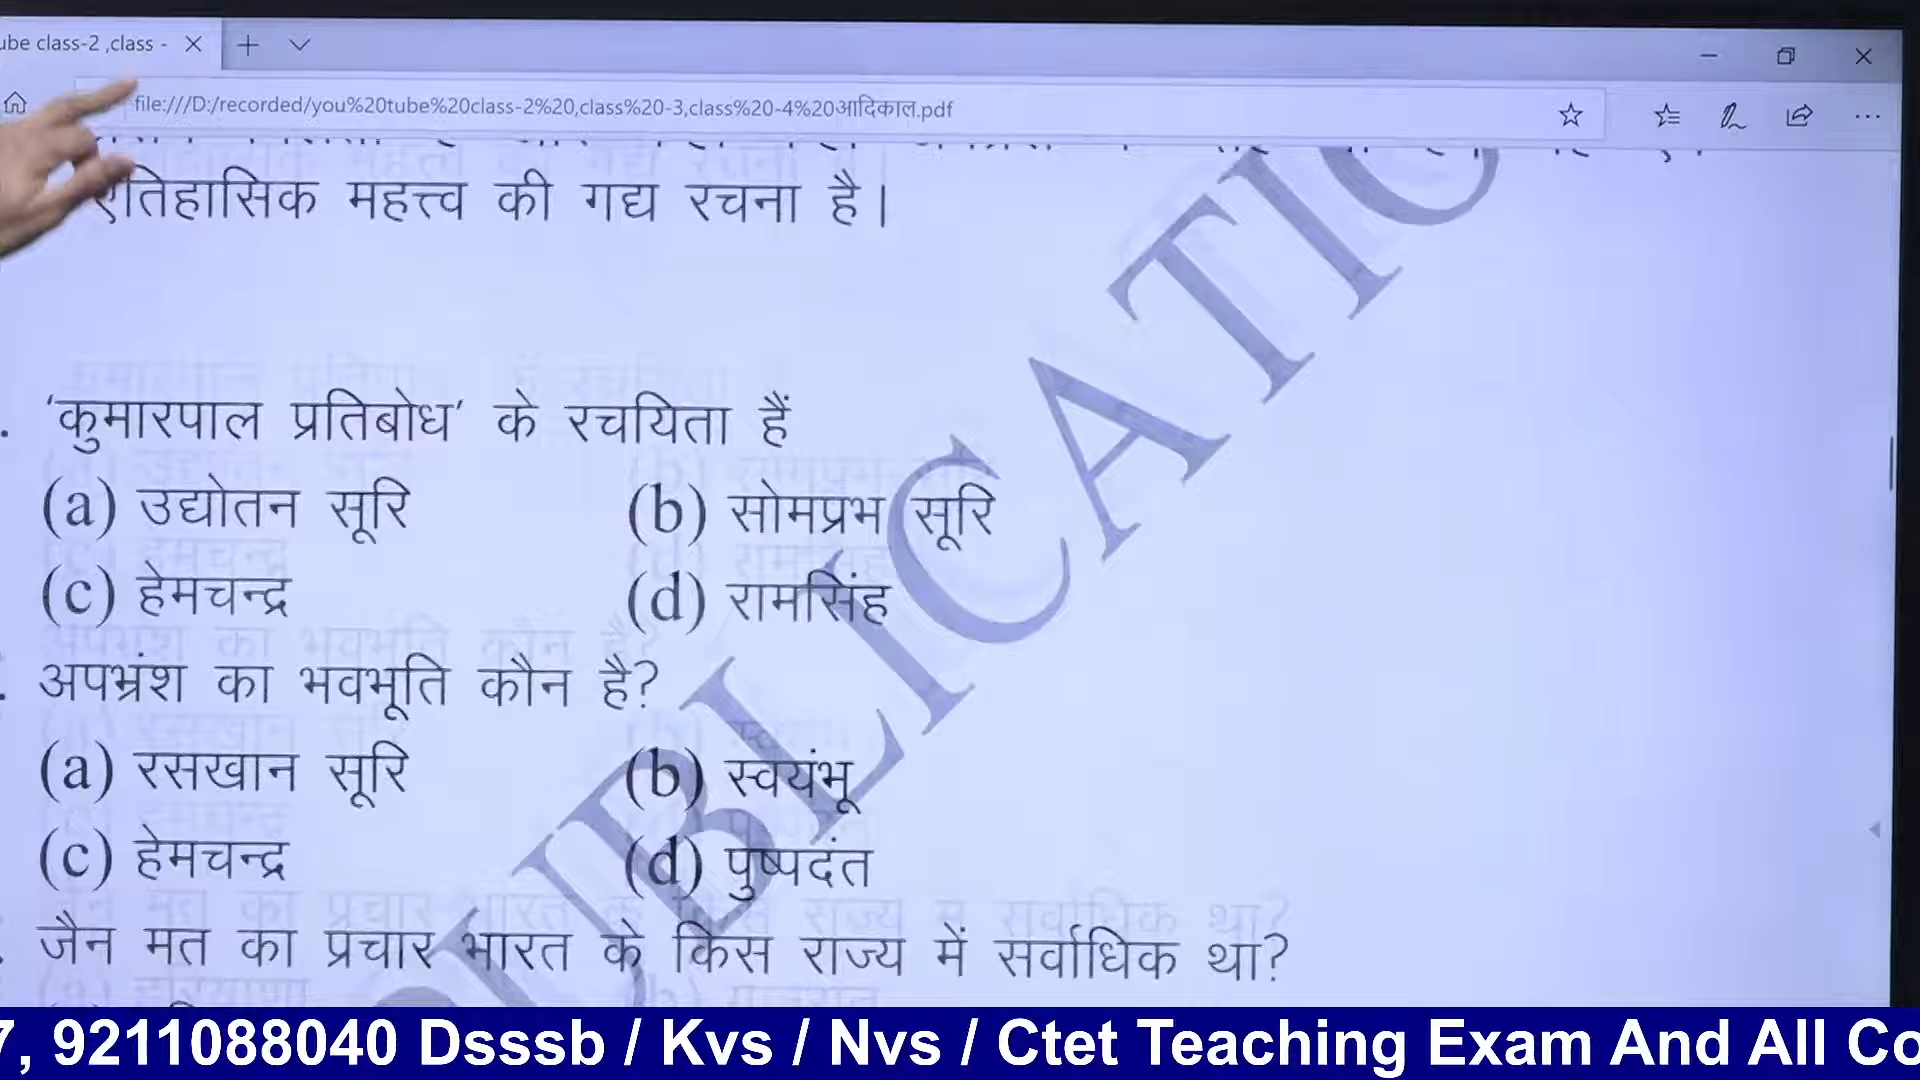 ube class-2 ,class -
file:///D:/recorded/you%20tube%20class-2%20,class%20-3,class%20-4%20आदिकाल.pdf
ऐतिहासिक महत्त्व की गद्य रचना है।
. 'कुमारपाल प्रतिबोध' के रचयिता हैं
(a) उद्योतन सूरि (b) सोमप्रभ सूरि
(c) हेमचन्द्र (d) रामसिंह
. अपभ्रंश का भवभूति कौन है?
(a) रसखान सूरि (b) स्वयंभू
(c) हेमचन्द्र (d) पुष्पदंत
. जैन मत का प्रचार भारत के किस राज्य में सर्वाधिक था?
PUBLICATIO
7, 9211088040 Dsssb / Kvs / Nvs / Ctet Teaching Exam And All Co